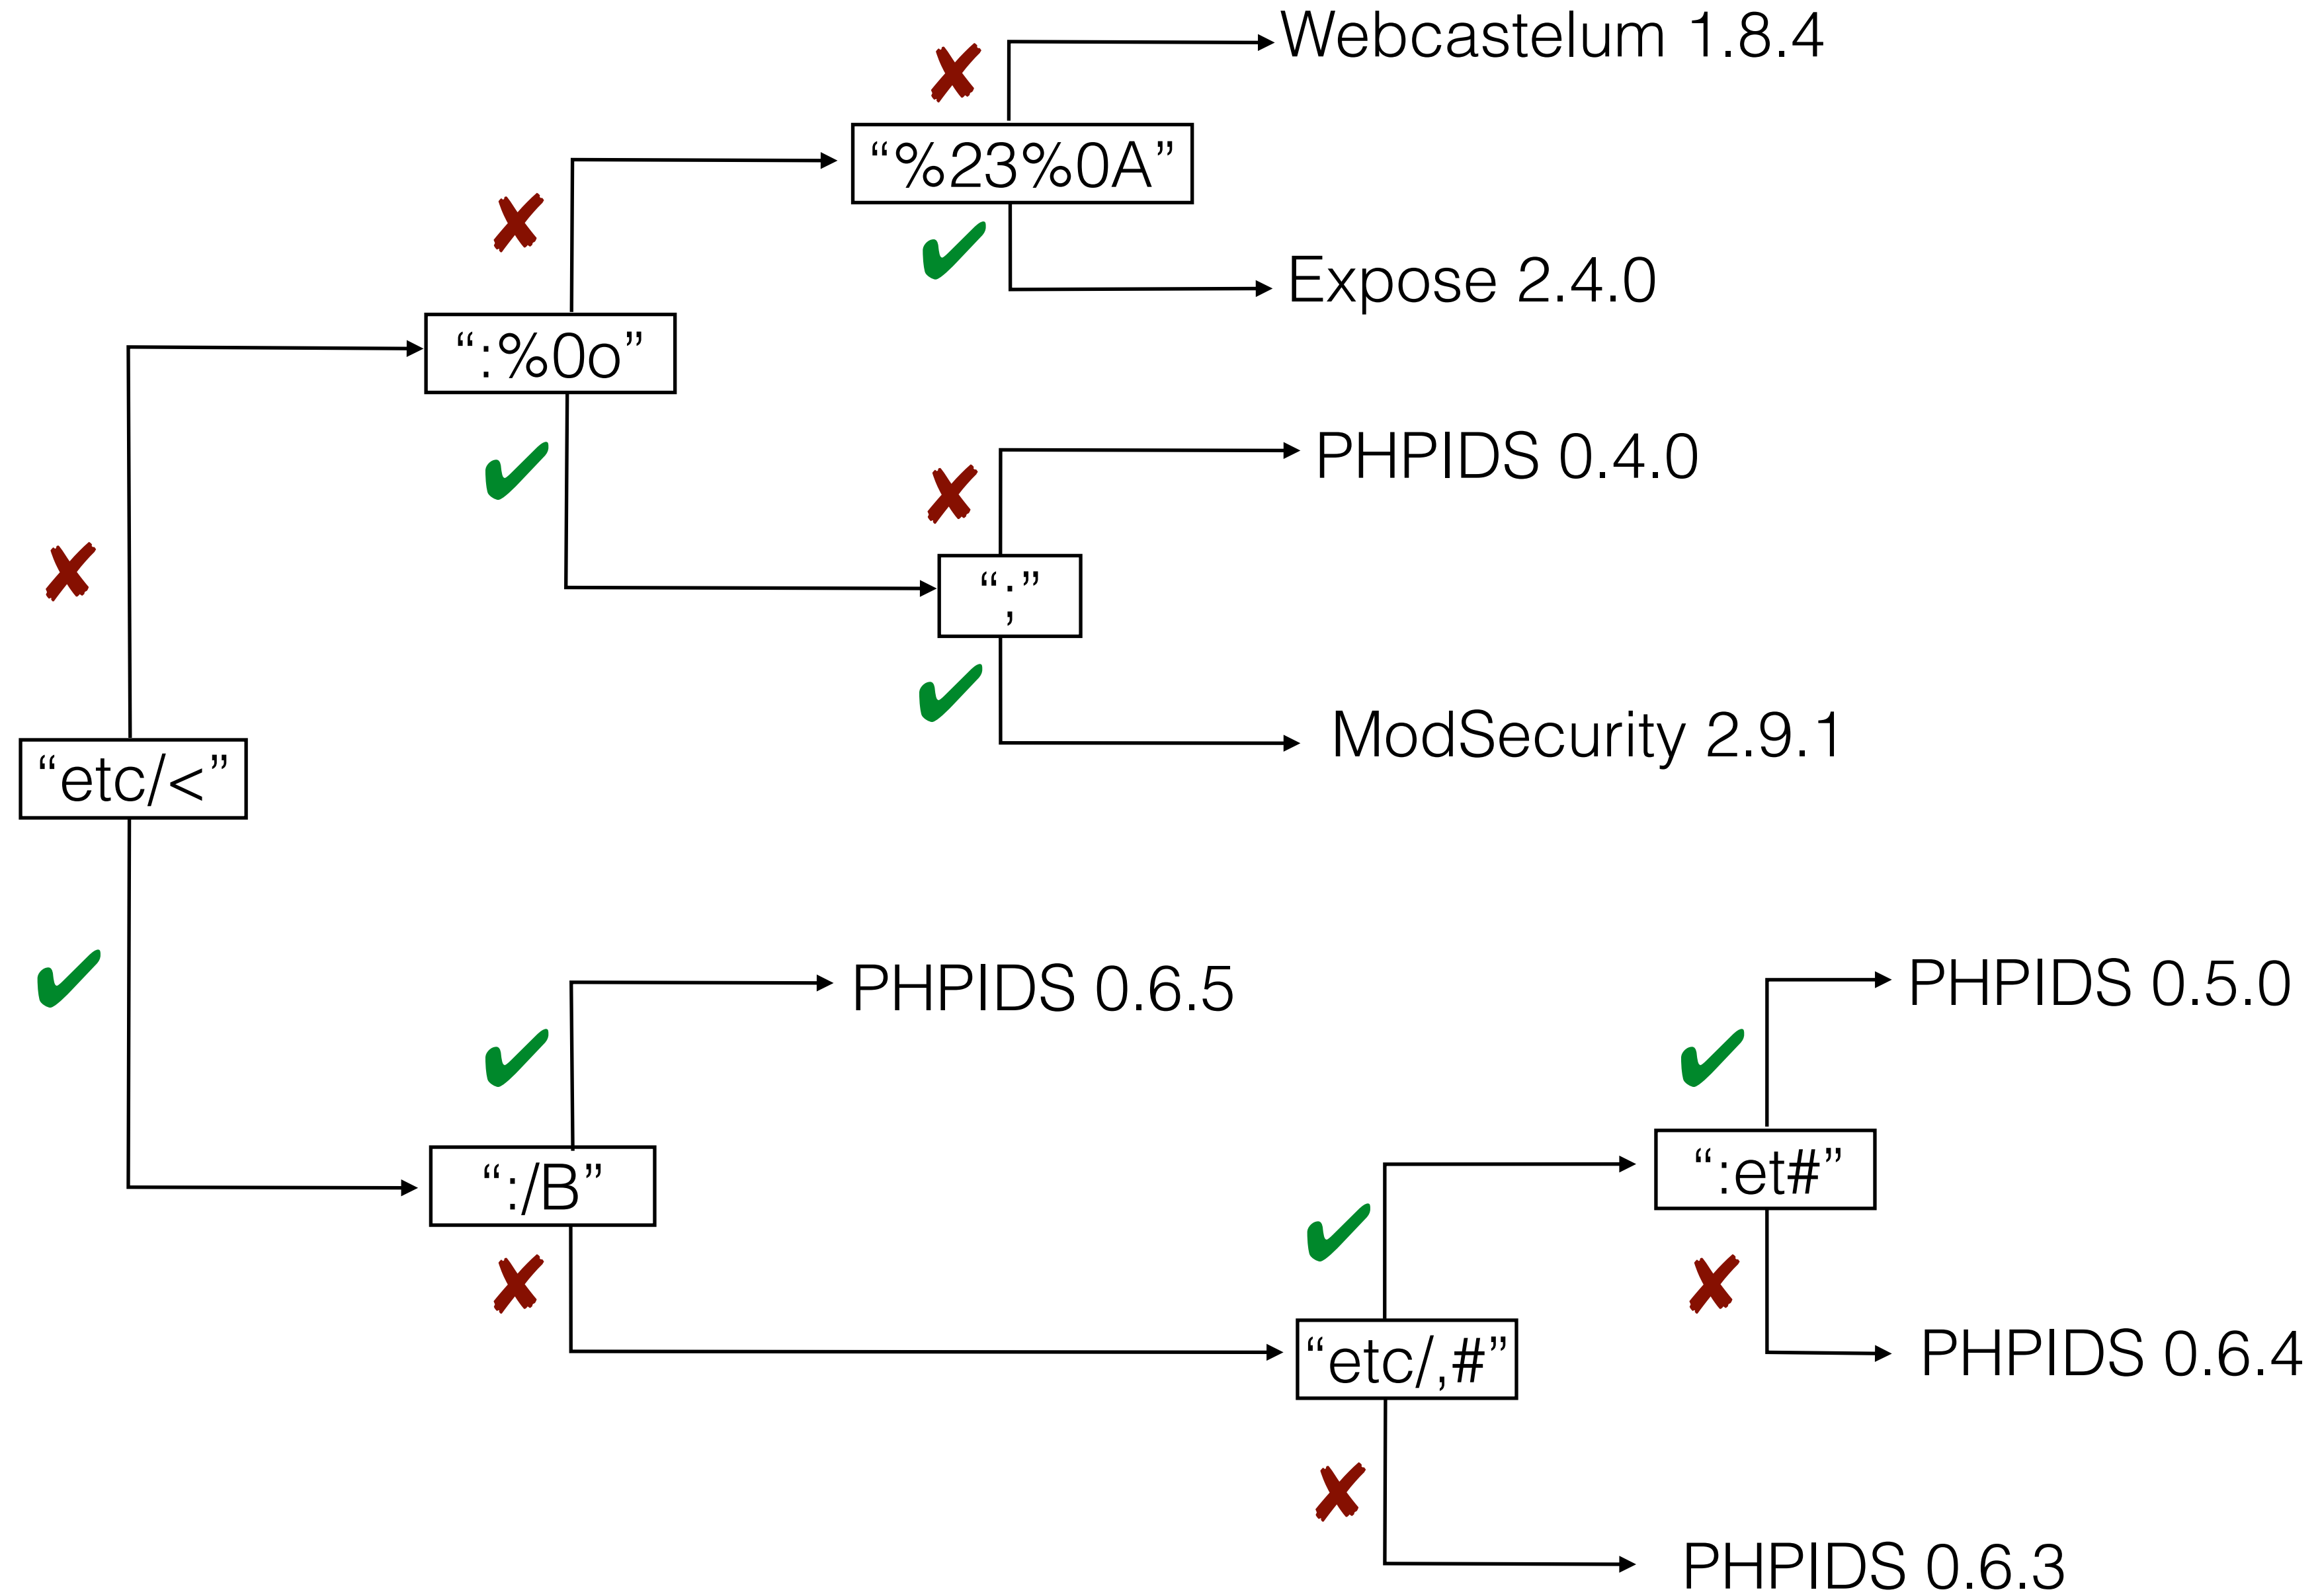 Webcastelum 1.8.4
“%23%0A”
Expose 2.4.0
“:%0o”
PHPIDS 0.4.0
“;”
ModSecurity 2.9.1
“etc/<”
PHPIDS 0.6.5
PHPIDS 0.5.0
“:/B”
“:et#”
“etc/,#”
PHPIDS 0.6.4
PHPIDS 0.6.3